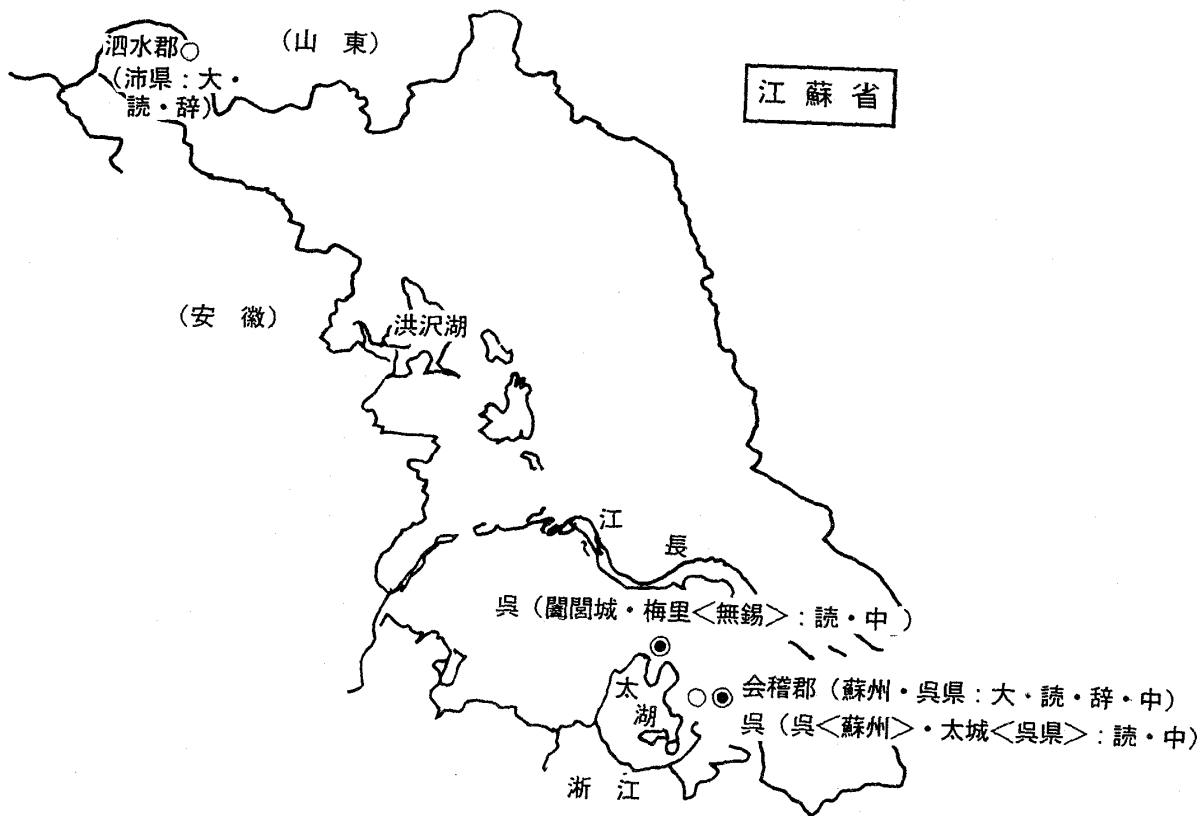 泗水郡
(沛県:大・
読・辞)
(山 東)
江蘇省
(安 徽)
洪沢湖
江
長
呉(闔閭城・梅里<無錫>:読・中 )
太
湖
会稽郡(蘇州・呉県:大・読・辞・中)
呉(呉<蘇州>・太城<呉県>:読・中)
淅 江